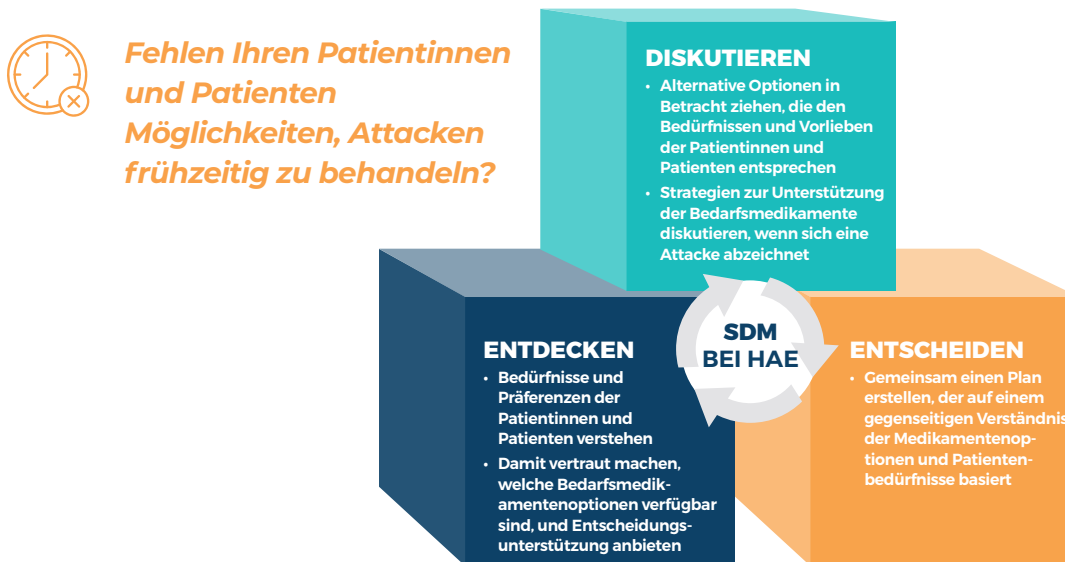 Fehlen Ihren Patientinnen
und Patienten
Möglichkeiten, Attacken
frühzeitig zu behandeln?
DISKUTIEREN
• Alternative Optionen in
Betracht ziehen, die den
Bedürfnissen und Vorlieben
der Patientinnen und
Patienten entsprechen
• Strategien zur Unterstützung
der Bedarfsmedikamente
diskutieren, wenn sich eine
Attacke abzeichnet
SDM
BEI HAE
ENTDECKEN
• Bedürfnisse und
Präferenzen der
Patientinnen und
Patienten verstehen
• Damit vertraut machen,
welche Bedarfsmedik-
amentenoptionen verfügbar
sind, und Entscheidungs-
unterstützung anbieten
ENTSCHEIDEN
• Gemeinsam einen Plan
erstellen, der auf einem
gegenseitigen Verständnis
der Medikamentenop-
tionen und Patienten-
bedürfnisse basiert